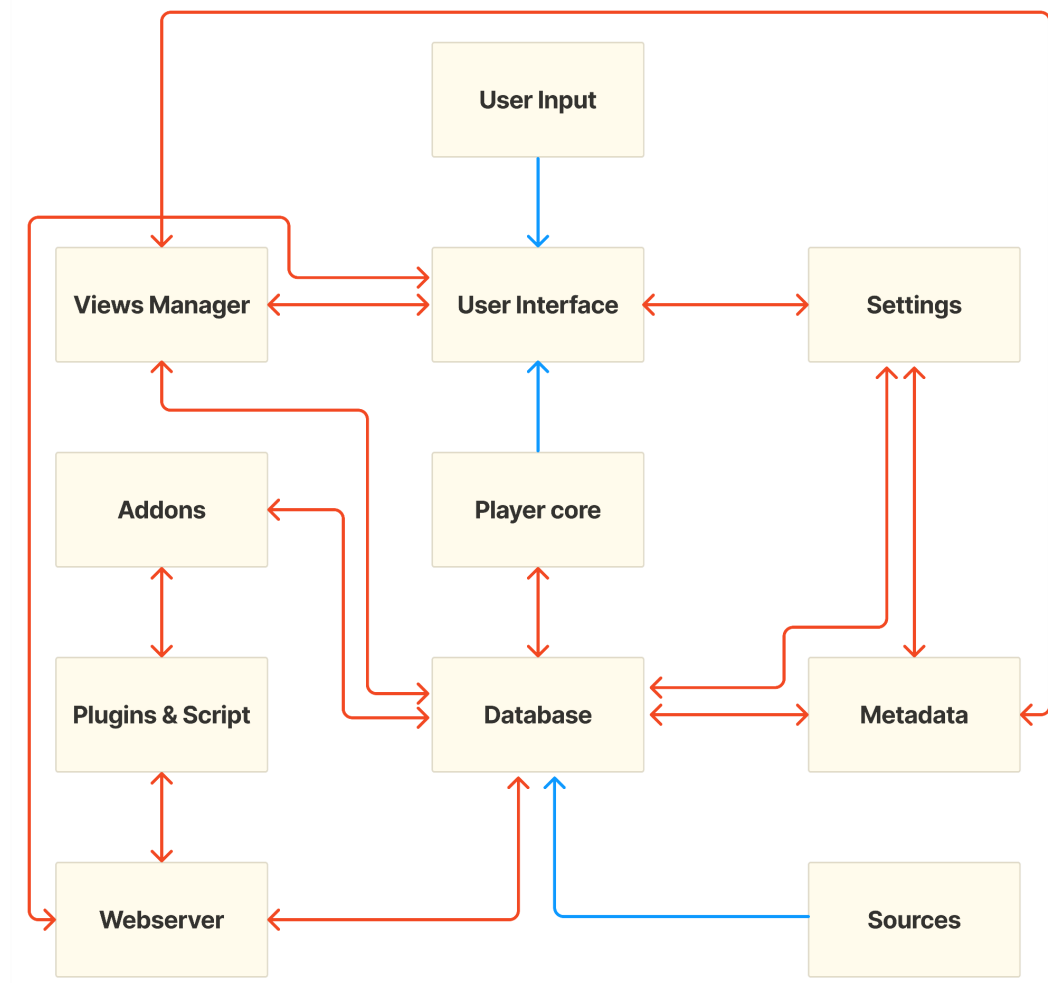 User Input
Views Manager
User Interface
Settings
Addons
Player core
Plugins & Script
Database
Metadata
Webserver
Sources